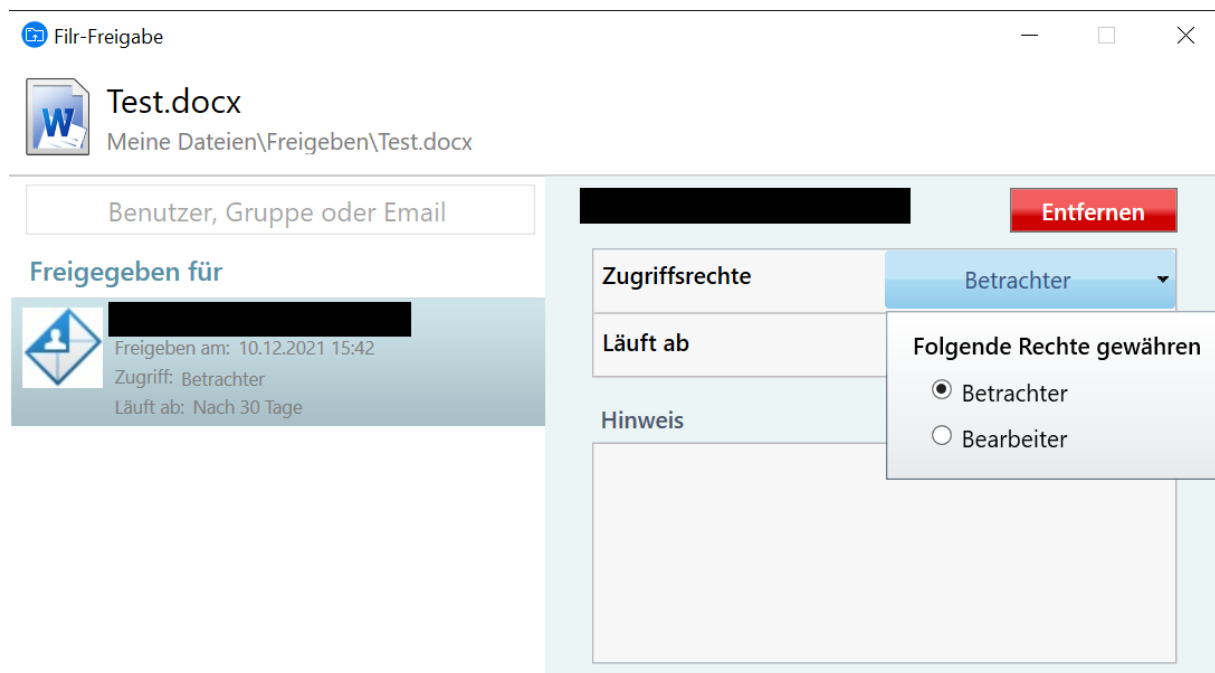 Filr-Freigabe
W
Test.docx
Meine Dateien\Freigeben\Test.docx
Benutzer, Gruppe oder Email
Freigegeben für
Freigeben am: 10.12.2021 15:42
Zugriff: Betrachter
Läuft ab: Nach 30 Tage
Entfernen
Zugriffsrechte
Betrachter
Läuft ab
Folgende Rechte gewähren
Betrachter
Bearbeiter
Hinweis